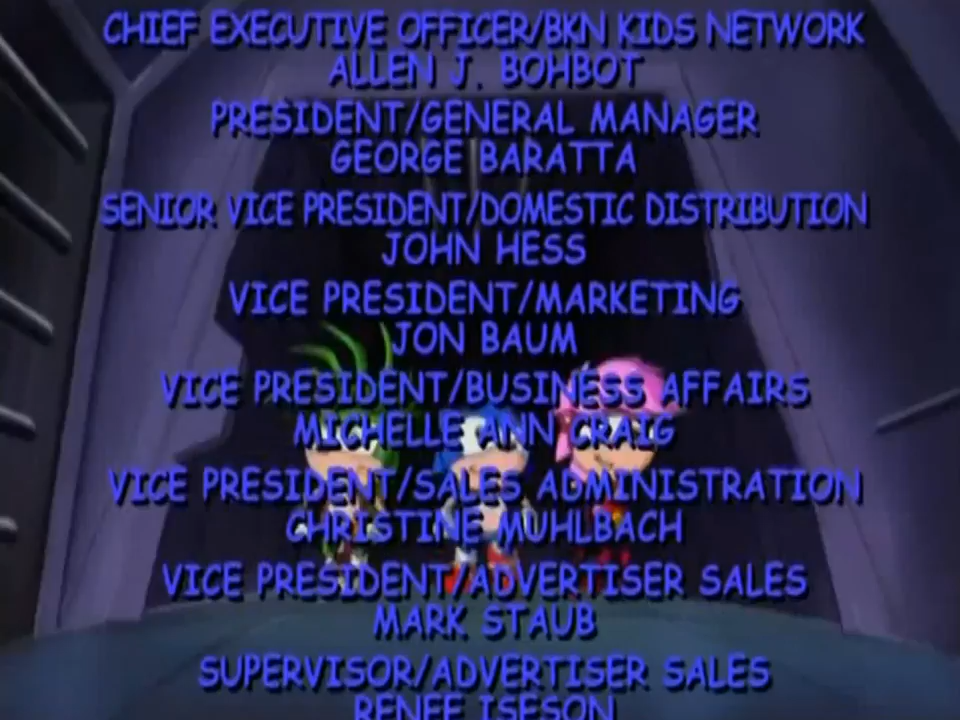 CHIEF EXECUTIVE OFFICER/BKN KIDS NETWORK
ALLEN J. BOHBOT
PRESIDENT/GENERAL MANAGER
GEORGE BARATTA
SENIOR VICE PRESIDENT/DOMESTIC DISTRIBUTION
JOHN HESS
VICE PRESIDENT/MARKETING
JON BAUM
VICE PRESIDENT/BUSINESS AFFAIRS
MICHELLE ANN CRAIG
VICE PRESIDENT/SALES ADMINISTRATION
CHRISTINE MUHLBACH
VICE PRESIDENT/ADVERTISER SALES
MARK STAUB
SUPERVISOR/ADVERTISER SALES
RENEE ISESON